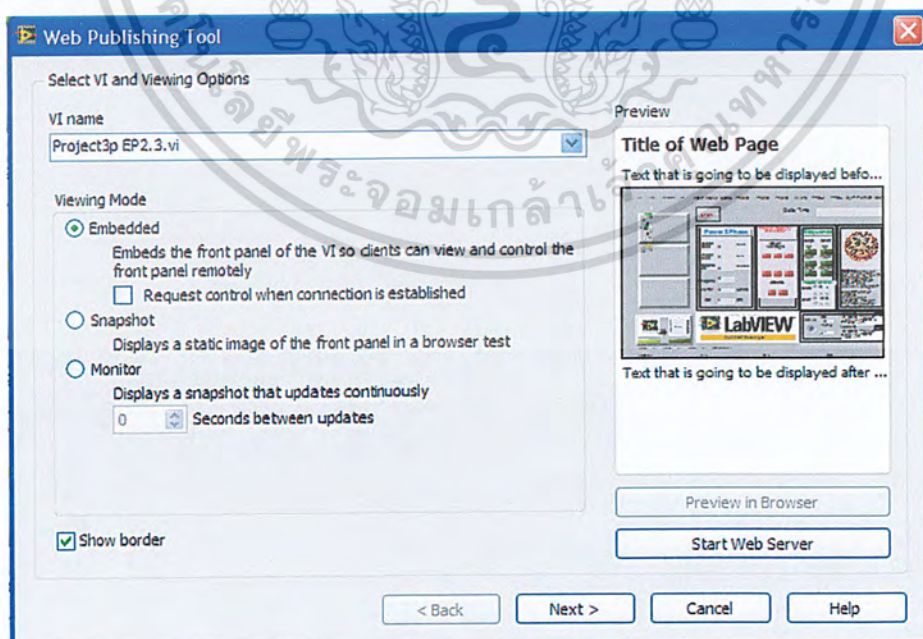 Web Publishing Tool
Select VI and Viewing Options
VI name
Project3p EP2.3.vi
Viewing Mode
Embedded
Embeds the front panel of the VI so clients can view and control the
front panel remotely
Request control when connection is established
Snapshot
Displays a static image of the front panel in a browser test
Monitor
Displays a snapshot that updates continuously
0 Seconds between updates
Show border
Preview
Title of Web Page
Text that is going to be displayed befo...
LabVIEW
Text that is going to be displayed after ...
Preview in Browser
Start Web Server
< Back Next > Cancel Help